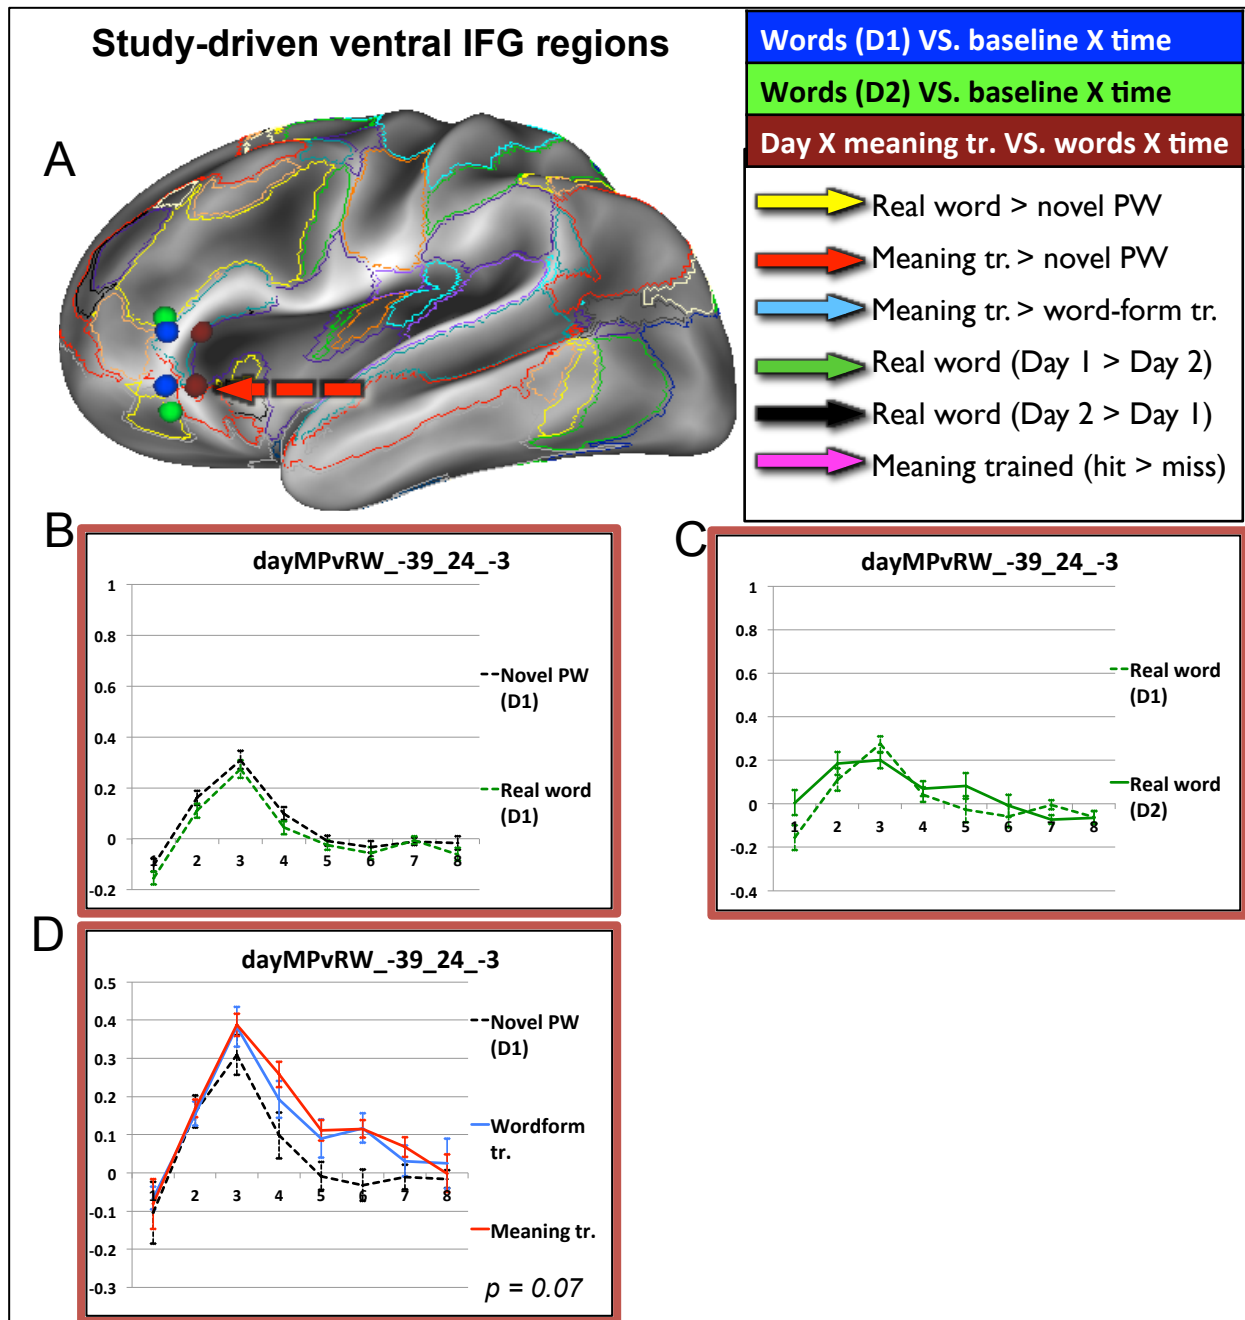 Study-driven ventral IFG regions
Words (D1) VS. baseline X time
Words (D2) VS. baseline X time
Day X meaning tr. VS. words X time
A
Real word > novel PW
Meaning tr. > novel PW
Meaning tr. > word-form tr.
Real word (Day 1 > Day 2)
Real word (Day 2 > Day 1)
Meaning trained (hit > miss)
B
dayMPvRW_-39_24_-3
1
0.8
0.6
0.4
0.2
0
-0.2
1 2 3 4 5 6 7 8
Novel PW
(D1)
Real word
(D1)
C
dayMPvRW_-39_24_-3
1
0.8
0.6
0.4
0.2
0
-0.2
-0.4
1 2 3 4 5 6 7 8
Real word
(D1)
Real word
(D2)
D
dayMPvRW_-39_24_-3
0.5
0.4
0.3
0.2
0.1
0
-0.1
-0.2
-0.3
1 2 3 4 5 6 7 8
Novel PW
(D1)
Wordform
tr.
Meaning tr.
p = 0.07